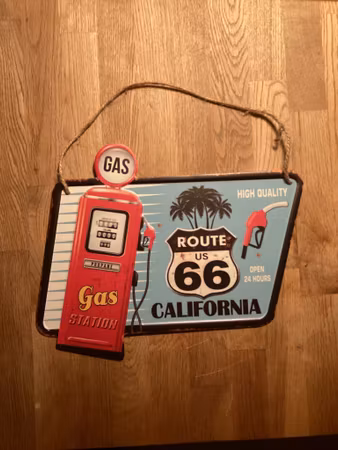 GAS
Gas
STATION
HIGH QUALITY
ROUTE
US
66
CALIFORNIA
OPEN
24 HOURS